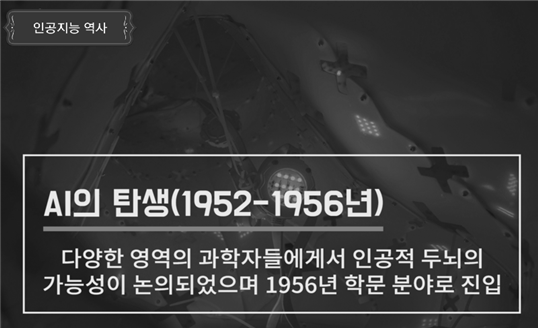 인공지능 역사
AI의 탄생(1952-1956년)
다양한 영역의 과학자들에게서 인공적 두뇌의
가능성이 논의되었으며 1956년 학문 분야로 진입